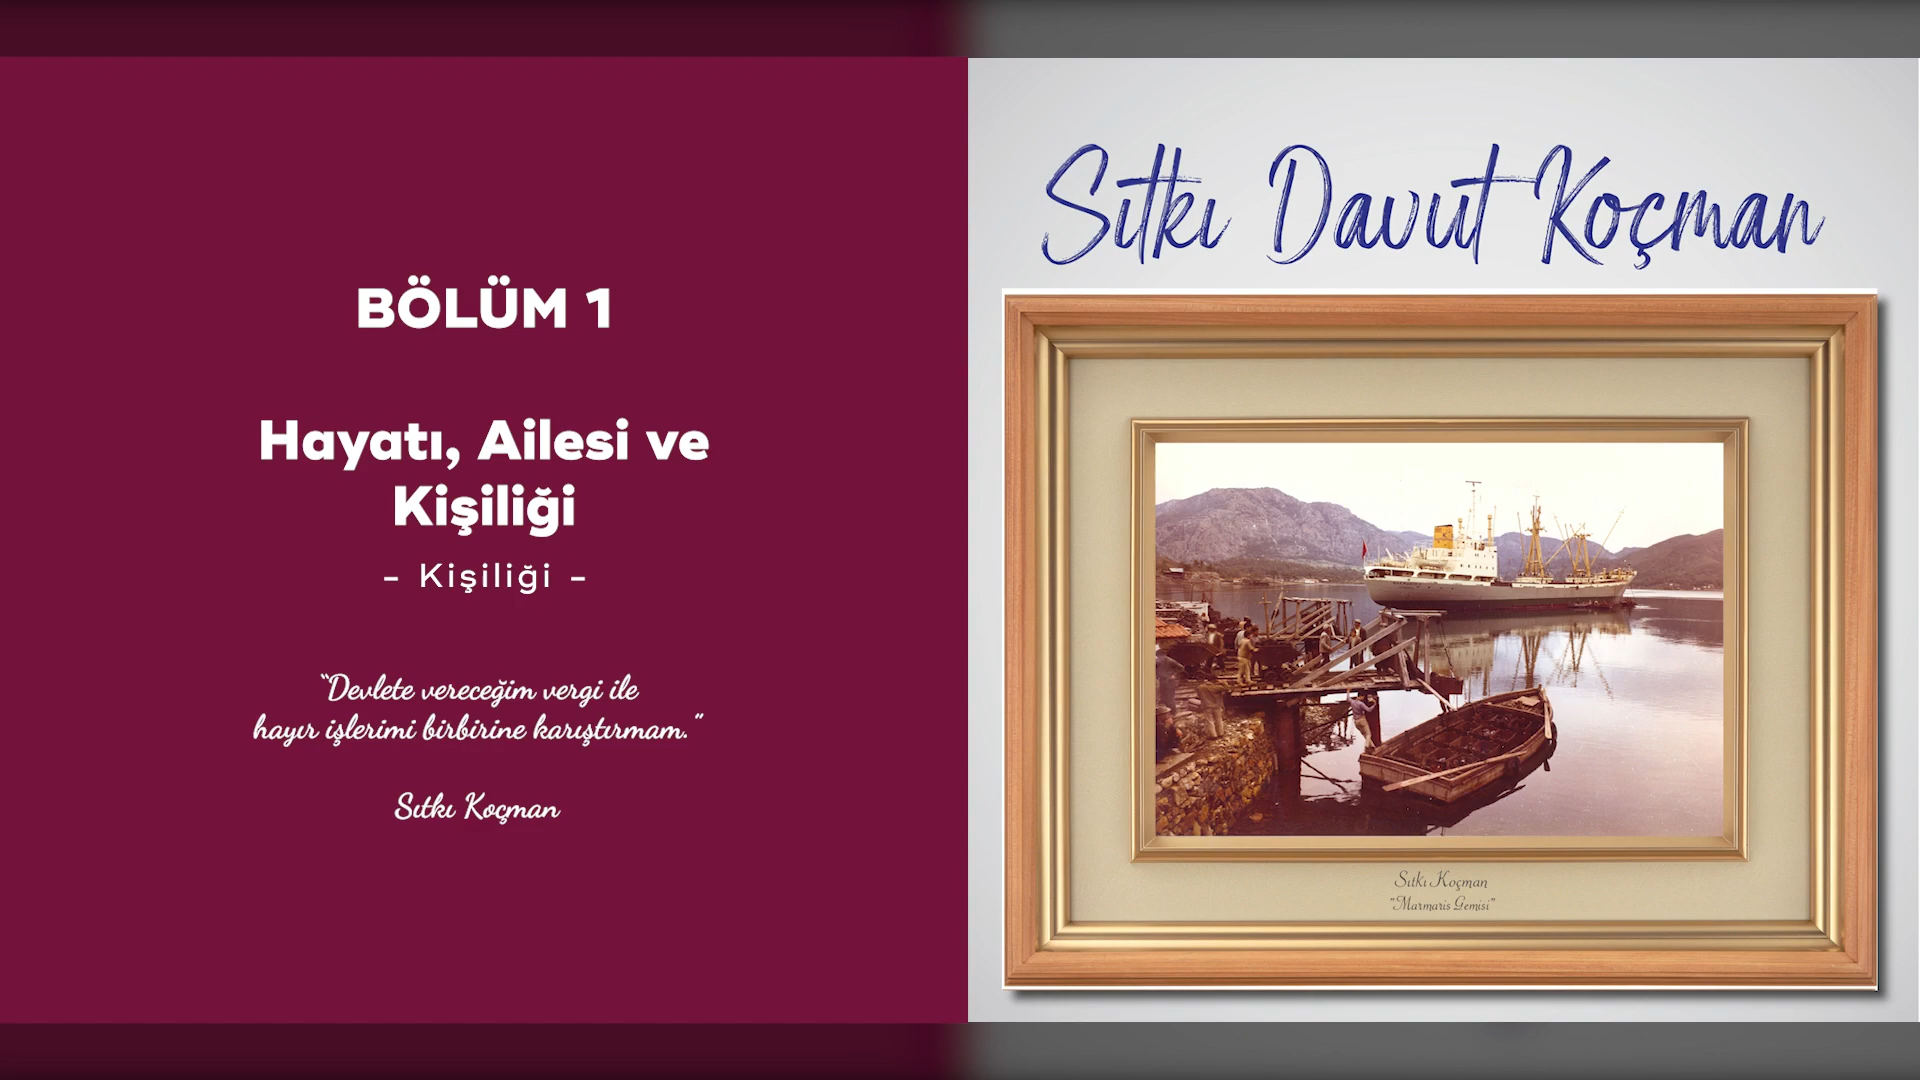 BÖLÜM 1
Hayatı, Ailesi ve
Kişiliği
- Kişiliği -
“Devlete vereceğim vergi ile
hayır işlerimi birbirine karıştırmam.”
Sıtkı Koçman
Sıtkı Davut Koçman
Sıtkı Koçman
"Marmaris Gemisi"